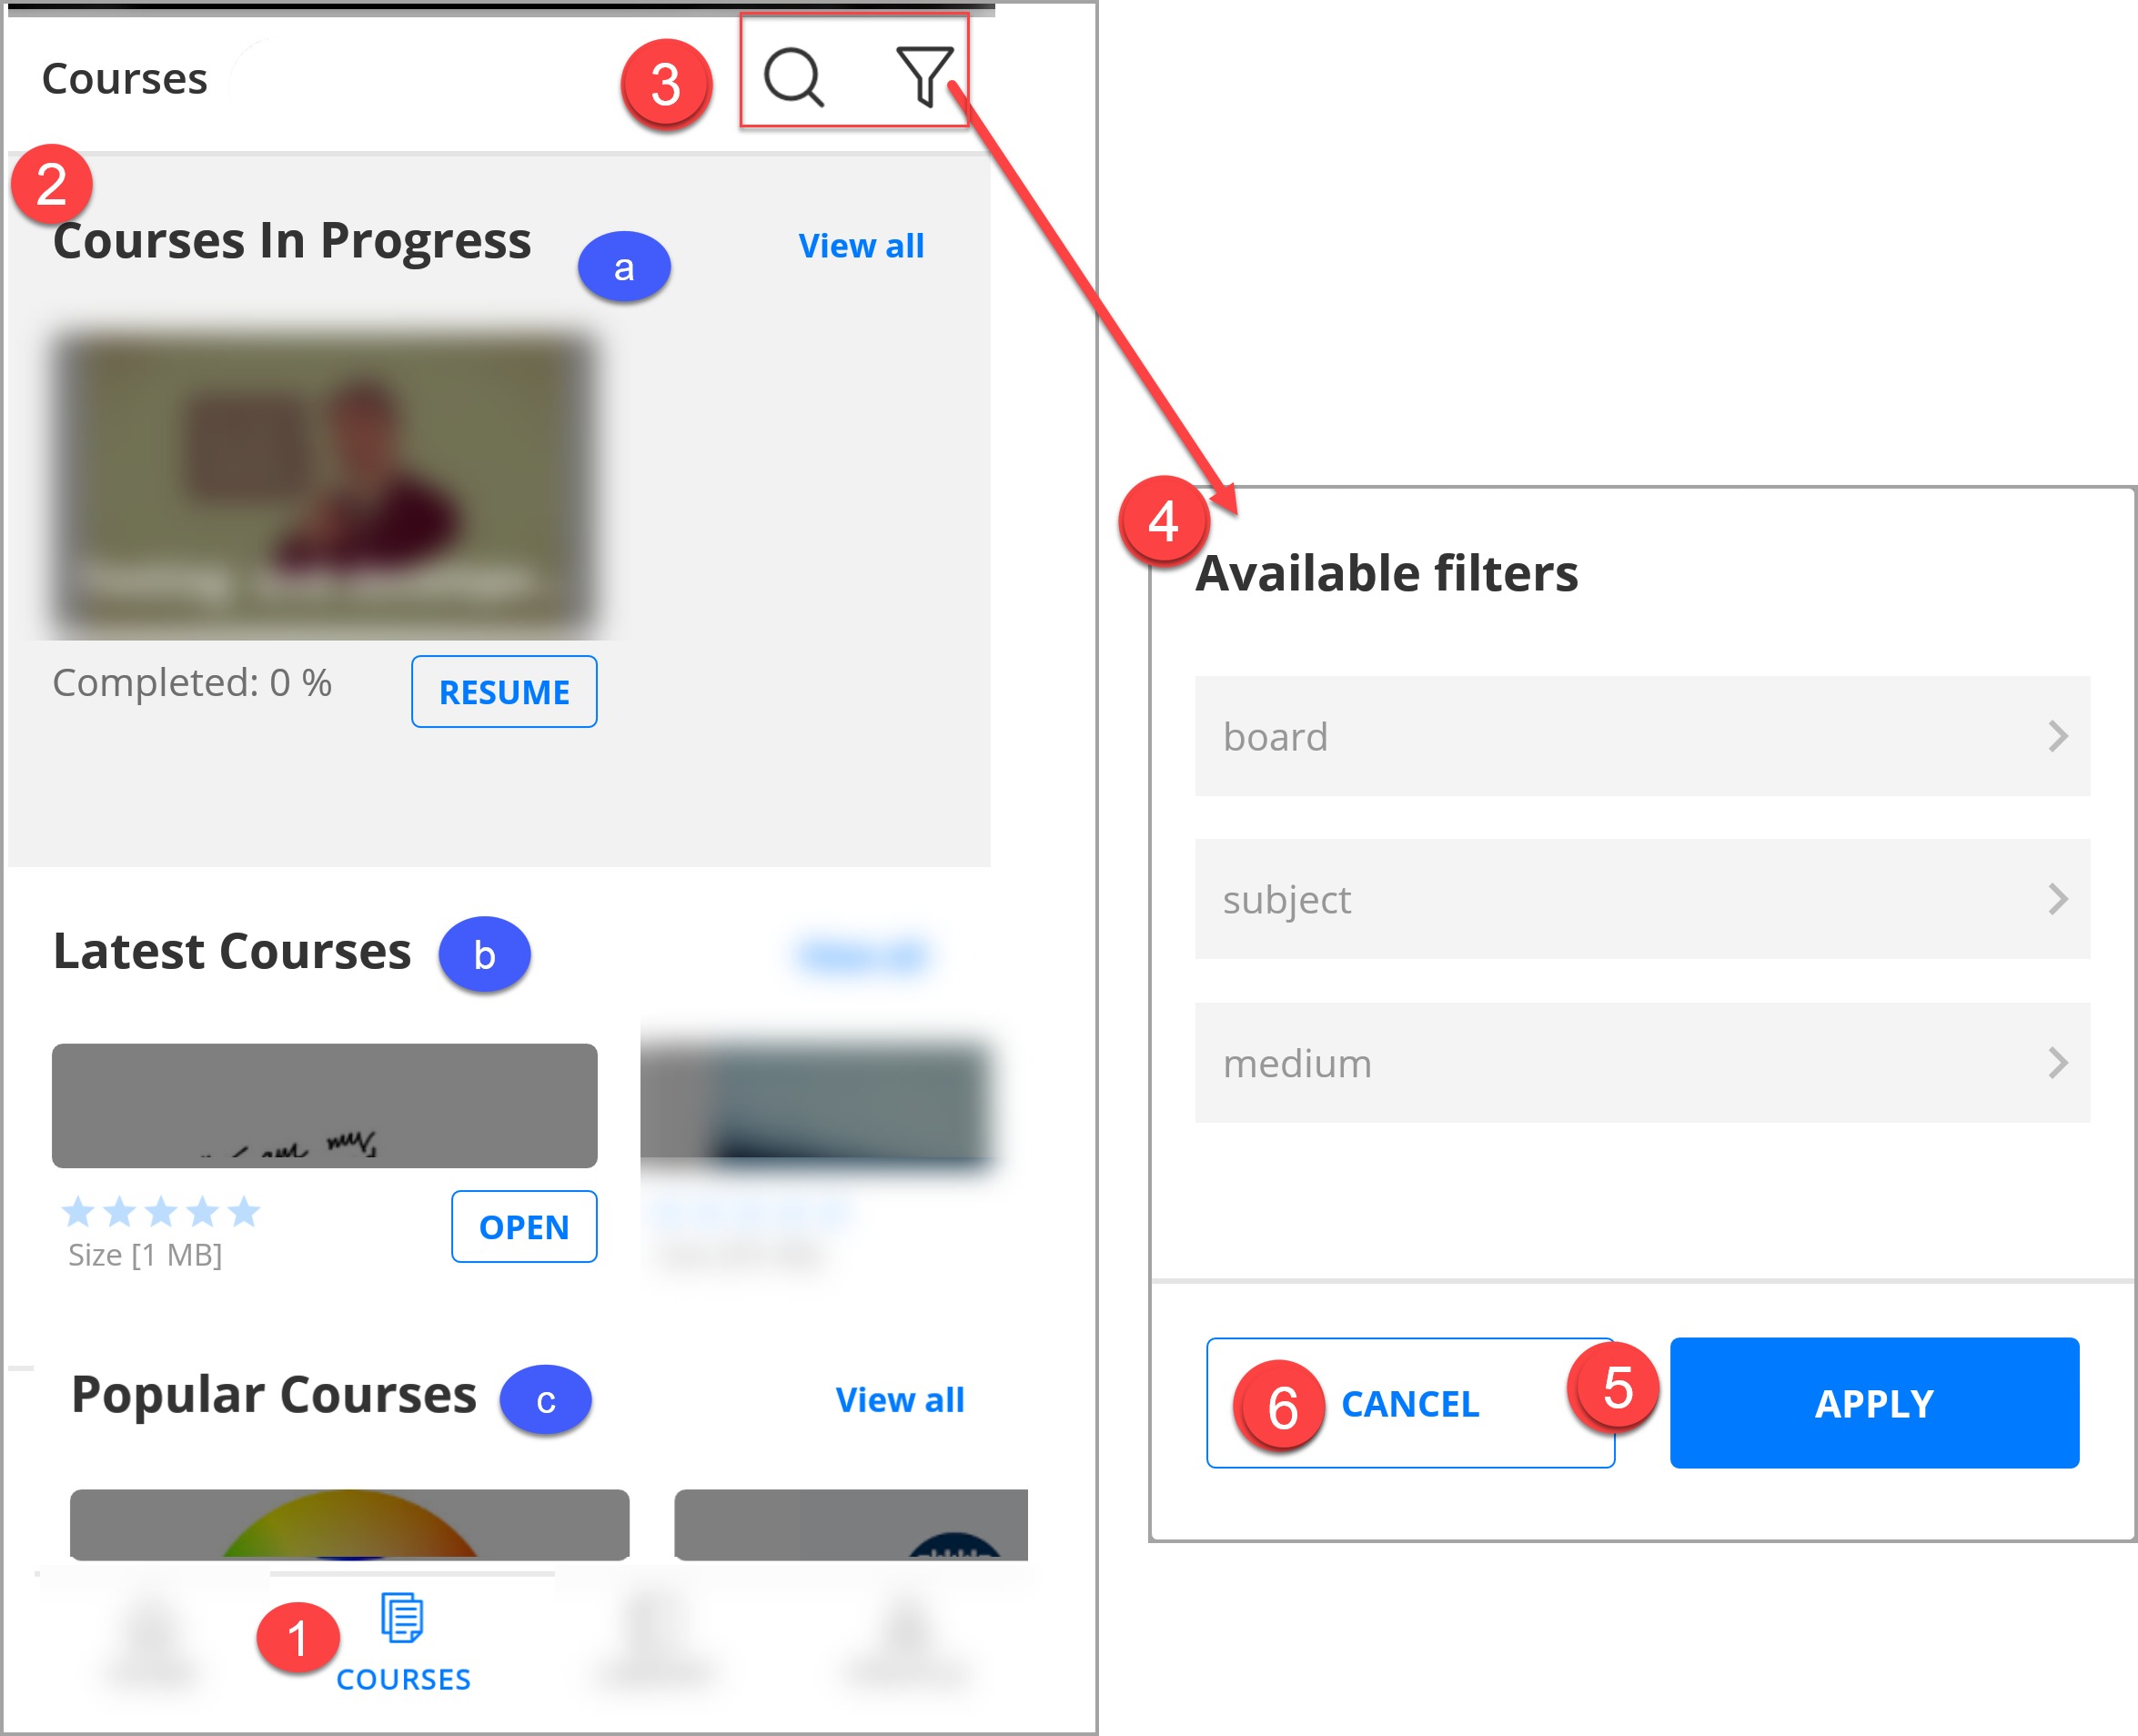 Courses
3
2
Courses In Progress
a
View all
Completed: 0 %
RESUME
Latest Courses
b
OPEN
Size [1 MB]
Popular Courses
c
View all
1
COURSES
4
Available filters
board
subject
medium
6
CANCEL
5
APPLY